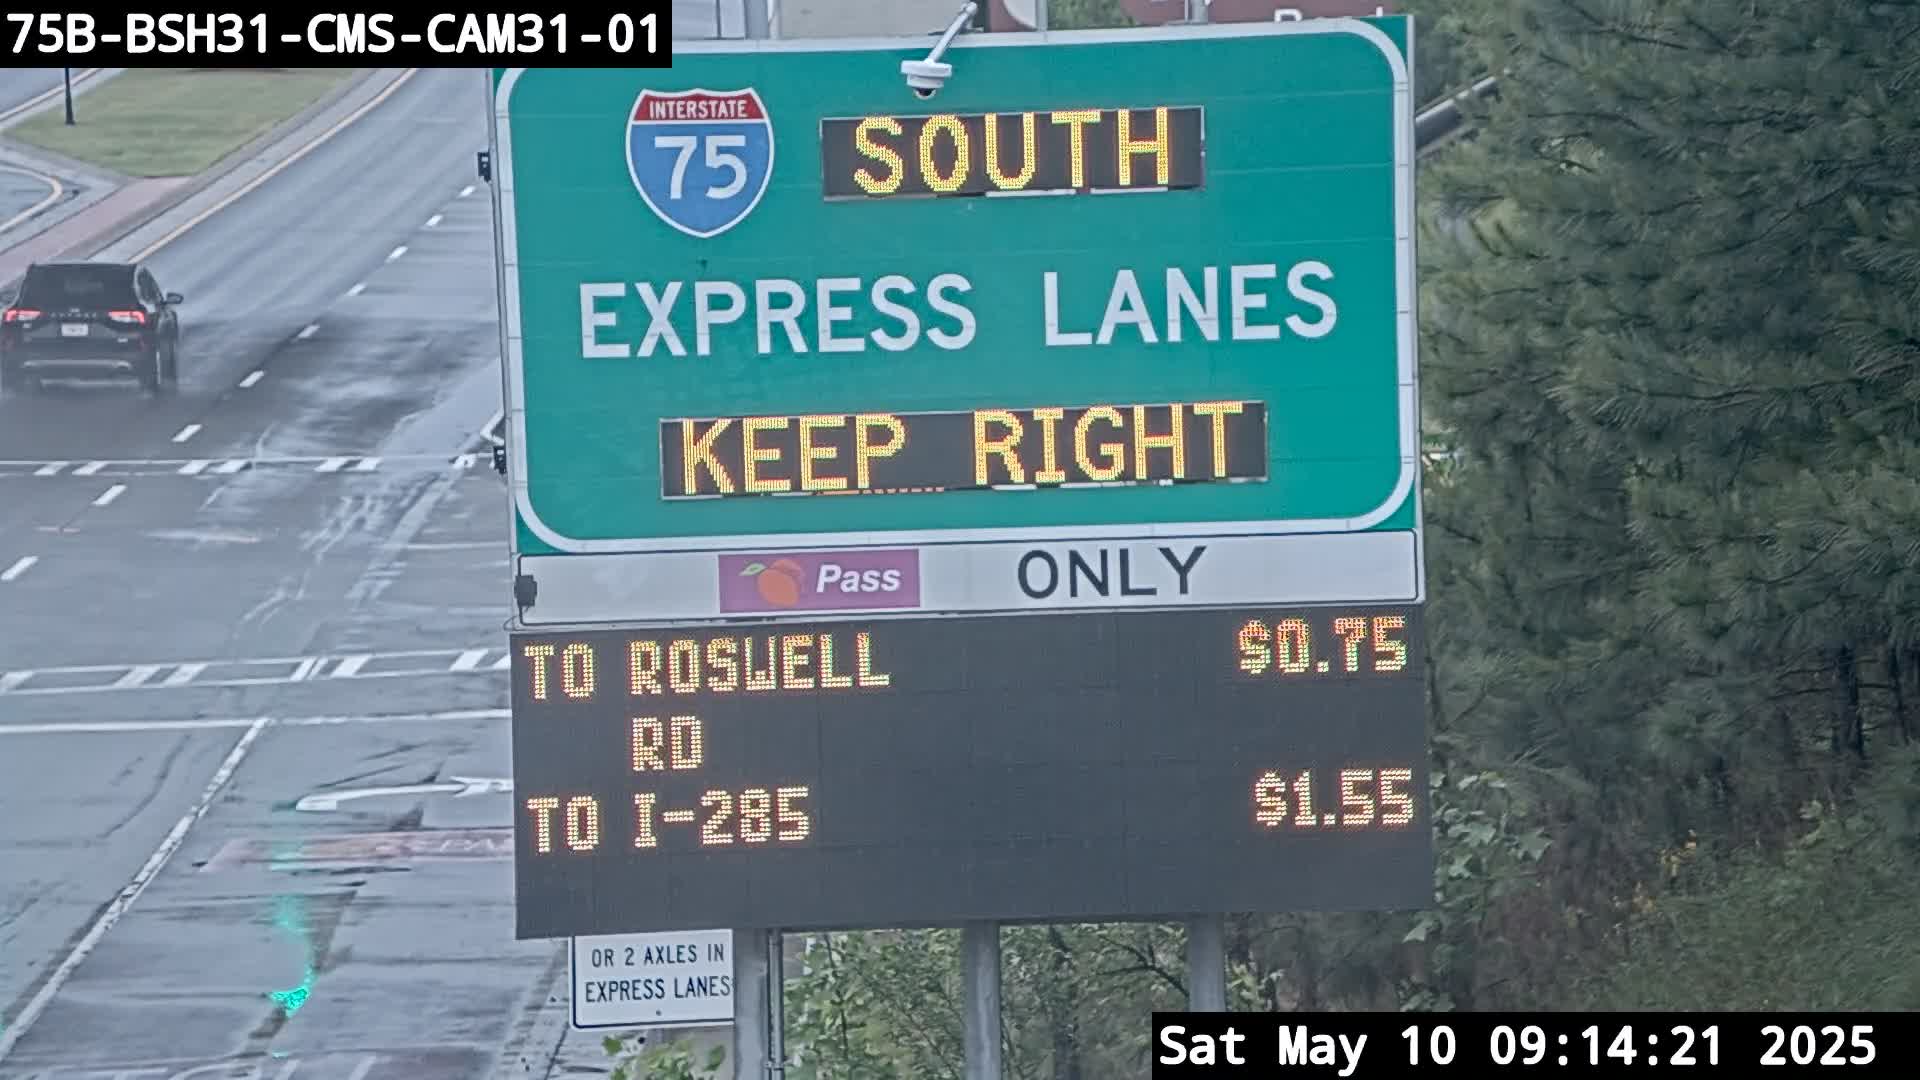 75B-BSH31-CMS-CAM31-01
INTERSTATE
75
SOUTH
EXPRESS LANES
KEEP RIGHT
Pass ONLY
TO ROSWELL $0.75
RD
TO I-285 $1.55
OR 2 AXLES IN
EXPRESS LANES
Sat May 10 09:14:21 2025